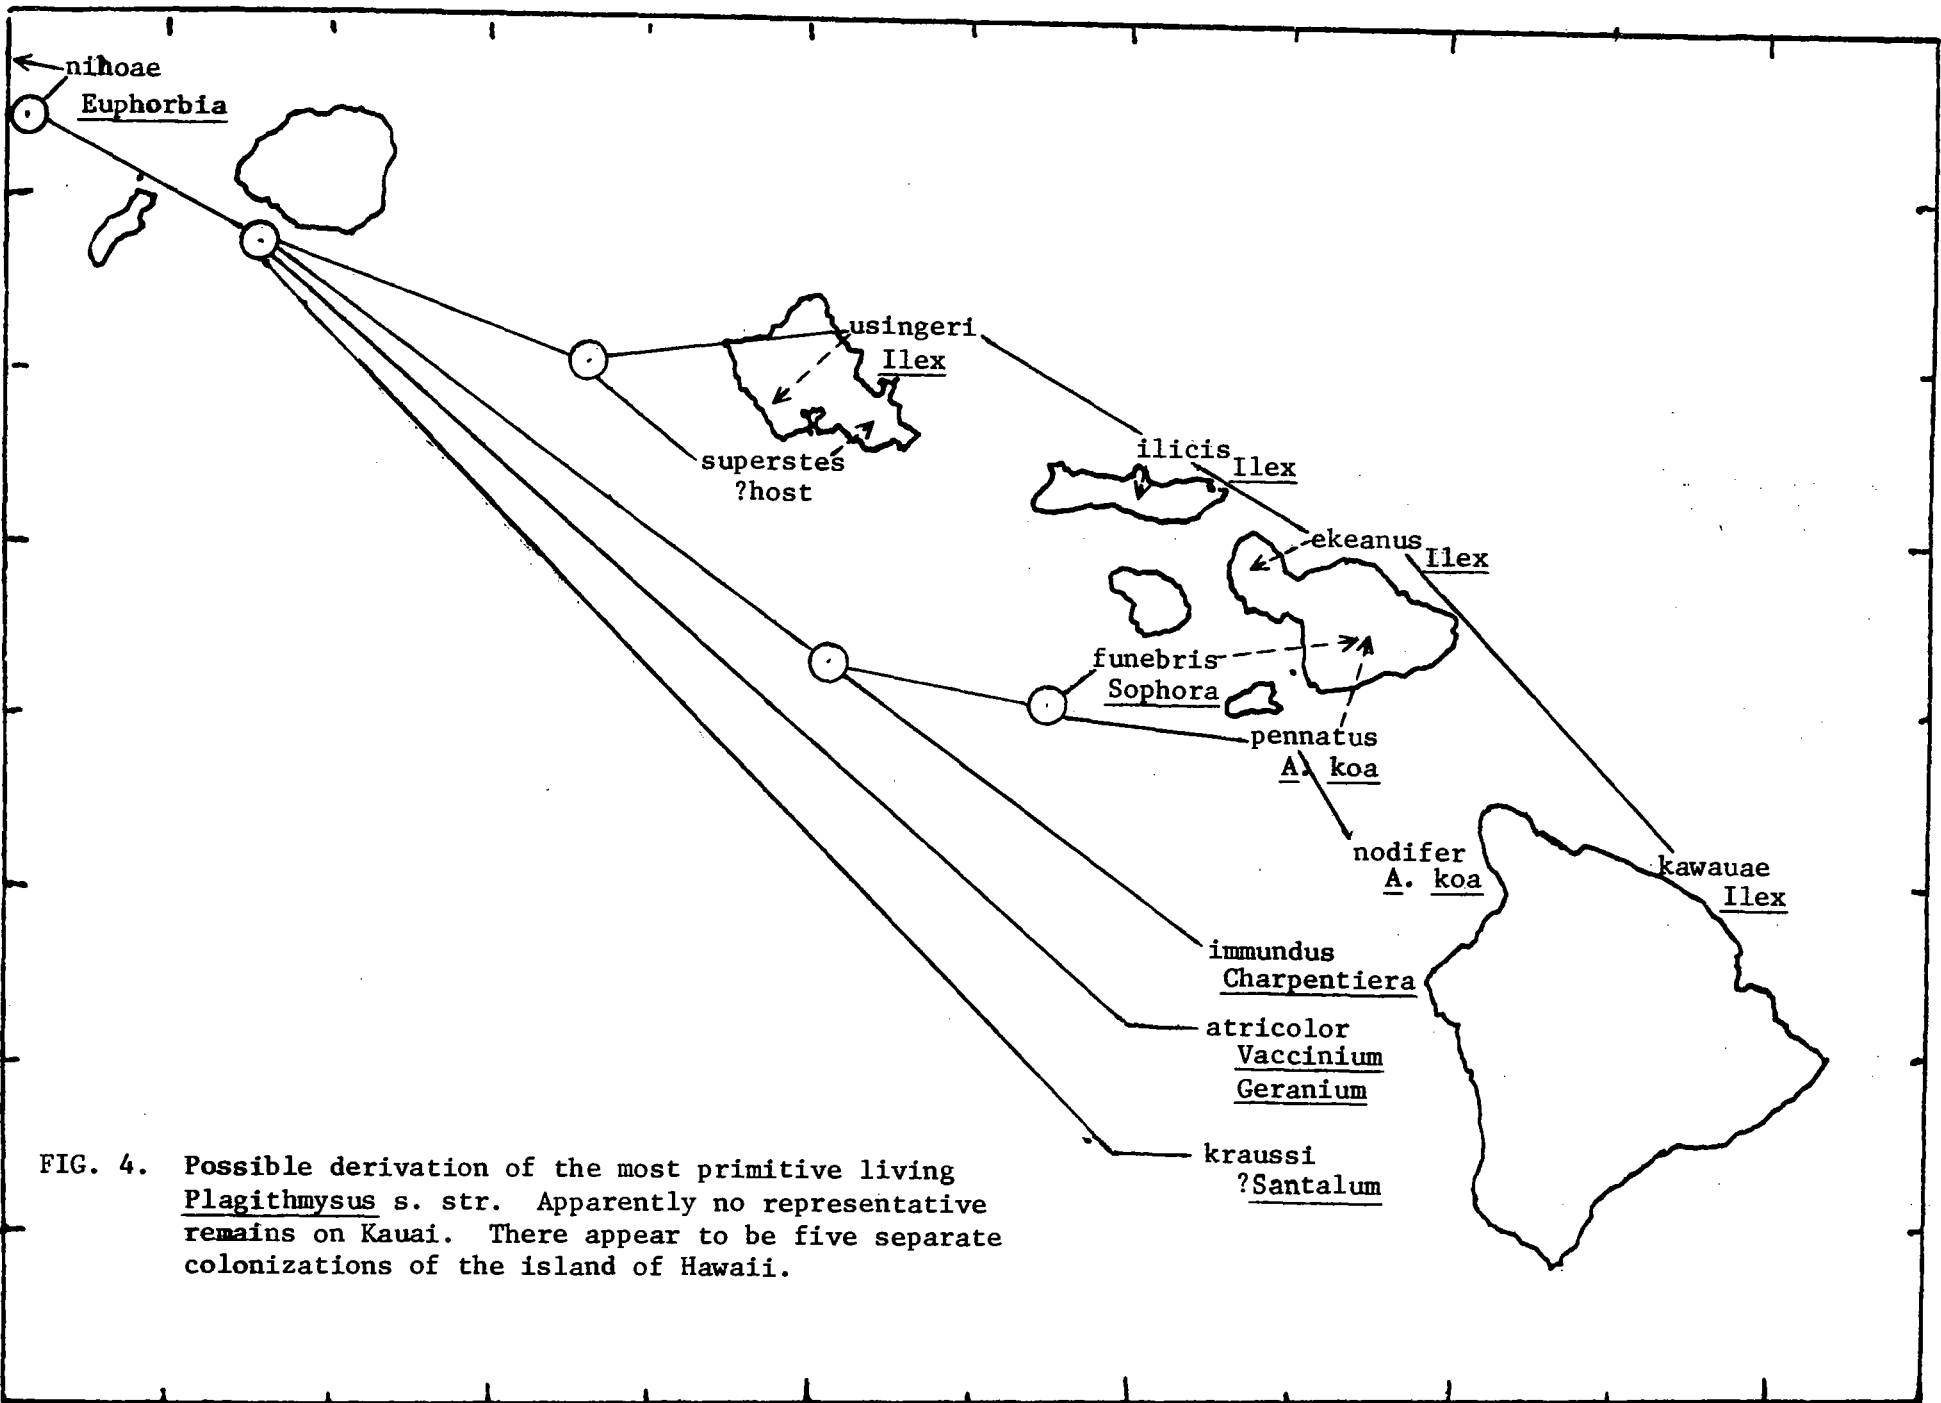 nihoae
Euphorbia
usingeri
Ilex
superstes
?host
ilicis
Ilex
ekeanus
Ilex
funebris
Sophora
pennatus
A. koa
nodifer
A. koa
kawauae
Ilex
immundus
Charpentiera
atricolor
Vaccinium
Geranium
kraussi
?Santalum
FIG. 4. Possible derivation of the most primitive living
Plagithmysus s. str. Apparently no representative
remains on Kauai. There appear to be five separate
colonizations of the island of Hawaii.